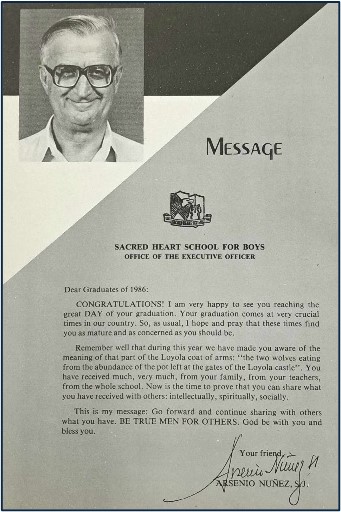 MESSAGE
SACRED HEART SCHOOL FOR BOYS
OFFICE OF THE EXECUTIVE OFFICER
Dear Graduates of 1986:
CONGRATULATIONS! I am very happy to see you reaching the
great DAY of your graduation. Your graduation comes at very crucial
times in our country. So, as usual, I hope and pray that these times find
you as mature and as concerned as you should be.
Remember well that during this year we have made you aware of the
meaning of that part of the Loyola coat of arms: "the two wolves eating
from the abundance of the pot left at the gates of the Loyola castle". You
have received much, very much, from your family, from your teachers,
from the whole school. Now is the time to prove that you can share what
you have received with others: intellectually, spiritually, socially.
This is my message: Go forward and continue sharing with others
what you have. BE TRUE MEN FOR OTHERS. God be with you and
bless you.
Your friend,
Arsenio Nuñez SJ
ARSENIO NUÑEZ, S.J.